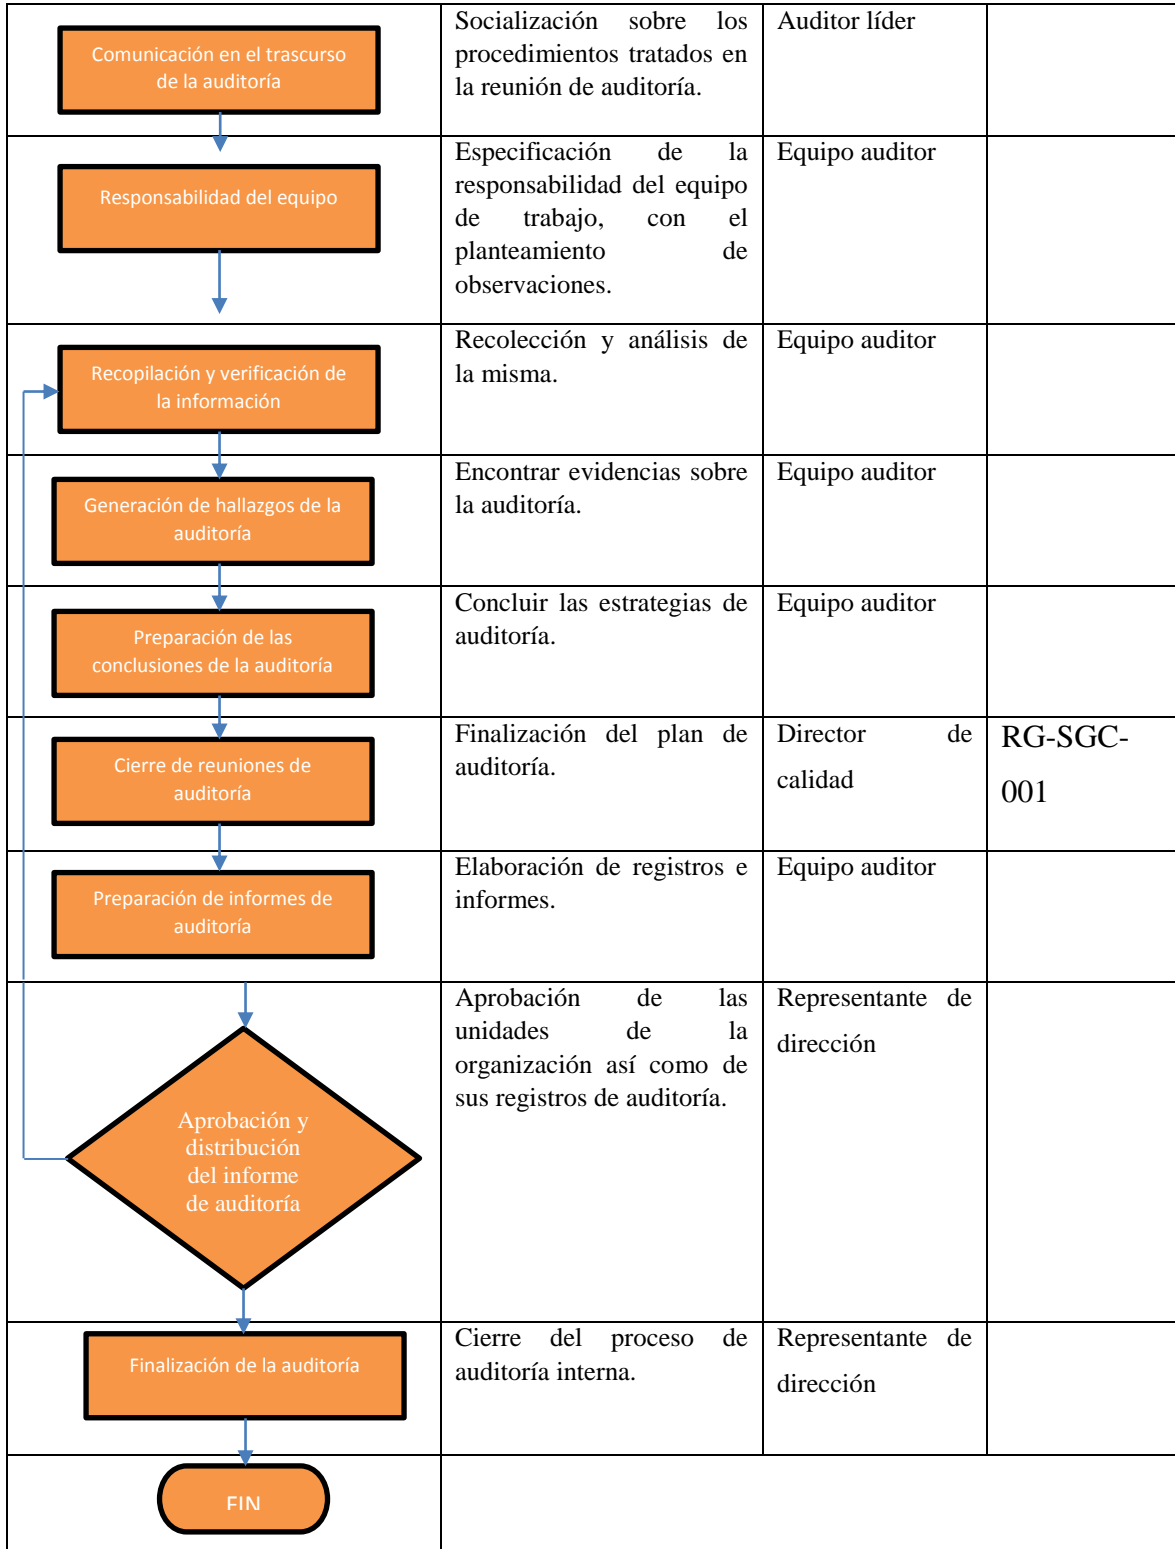 Comunicación en el trascurso
de la auditoría
Socialización sobre los
procedimientos tratados en
la reunión de auditoría.
Auditor líder
Responsabilidad del equipo
Especificación de la
responsabilidad del equipo
de trabajo, con el
planteamiento de
observaciones.
Equipo auditor
Recopilación y verificación de
la información
Recolección y análisis de
la misma.
Equipo auditor
Generación de hallazgos de la
auditoría
Encontrar evidencias sobre
la auditoría.
Equipo auditor
Preparación de las
conclusiones de la auditoría
Concluir las estrategias de
auditoría.
Equipo auditor
Cierre de reuniones de
auditoría
Finalización del plan de
auditoría.
Director de
calidad
RG-SGC-
001
Preparación de informes de
auditoría
Elaboración de registros e
informes.
Equipo auditor
Aprobación y
distribución
del informe
de auditoría
Aprobación de las
unidades de la
organización así como de
sus registros de auditoría.
Representante de
dirección
Finalización de la auditoría
Cierre del proceso de
auditoría interna.
Representante de
dirección
FIN